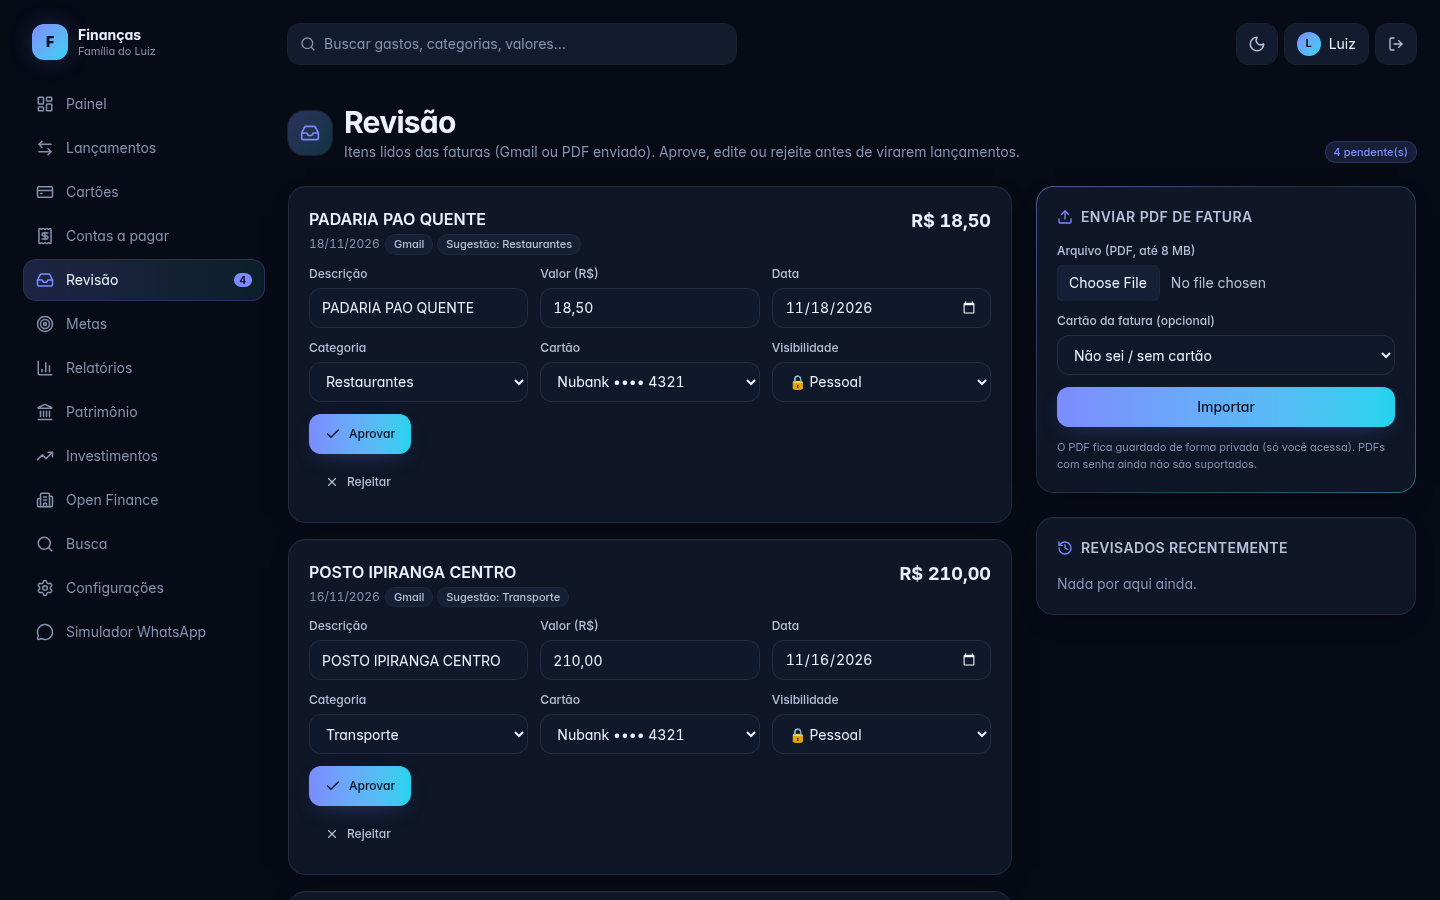 F
Finanças
Família do Luiz
Buscar gastos, categorias, valores...
L
Luiz
Painel
Lançamentos
Cartões
Contas a pagar
Revisão
4
Metas
Relatórios
Patrimônio
Investimentos
Open Finance
Busca
Configurações
Simulador WhatsApp
Revisão
Itens lidos das faturas (Gmail ou PDF enviado). Aprove, edite ou rejeite antes de virarem lançamentos.
4 pendente(s)
PADARIA PAO QUENTE
R$ 18,50
18/11/2026 Gmail Sugestão: Restaurantes
Descrição Valor (R$) Data
PADARIA PAO QUENTE 18,50 11/18/2026
Categoria Cartão Visibilidade
Restaurantes Nubank •••• 4321 🔒 Pessoal
Aprovar
Rejeitar
POSTO IPIRANGA CENTRO
R$ 210,00
16/11/2026 Gmail Sugestão: Transporte
Descrição Valor (R$) Data
POSTO IPIRANGA CENTRO 210,00 11/16/2026
Categoria Cartão Visibilidade
Transporte Nubank •••• 4321 🔒 Pessoal
Aprovar
Rejeitar
ENVIAR PDF DE FATURA
Arquivo (PDF, até 8 MB)
Choose File No file chosen
Cartão da fatura (opcional)
Não sei / sem cartão
Importar
O PDF fica guardado de forma privada (só você acessa). PDFs
com senha ainda não são suportados.
REVISADOS RECENTEMENTE
Nada por aqui ainda.